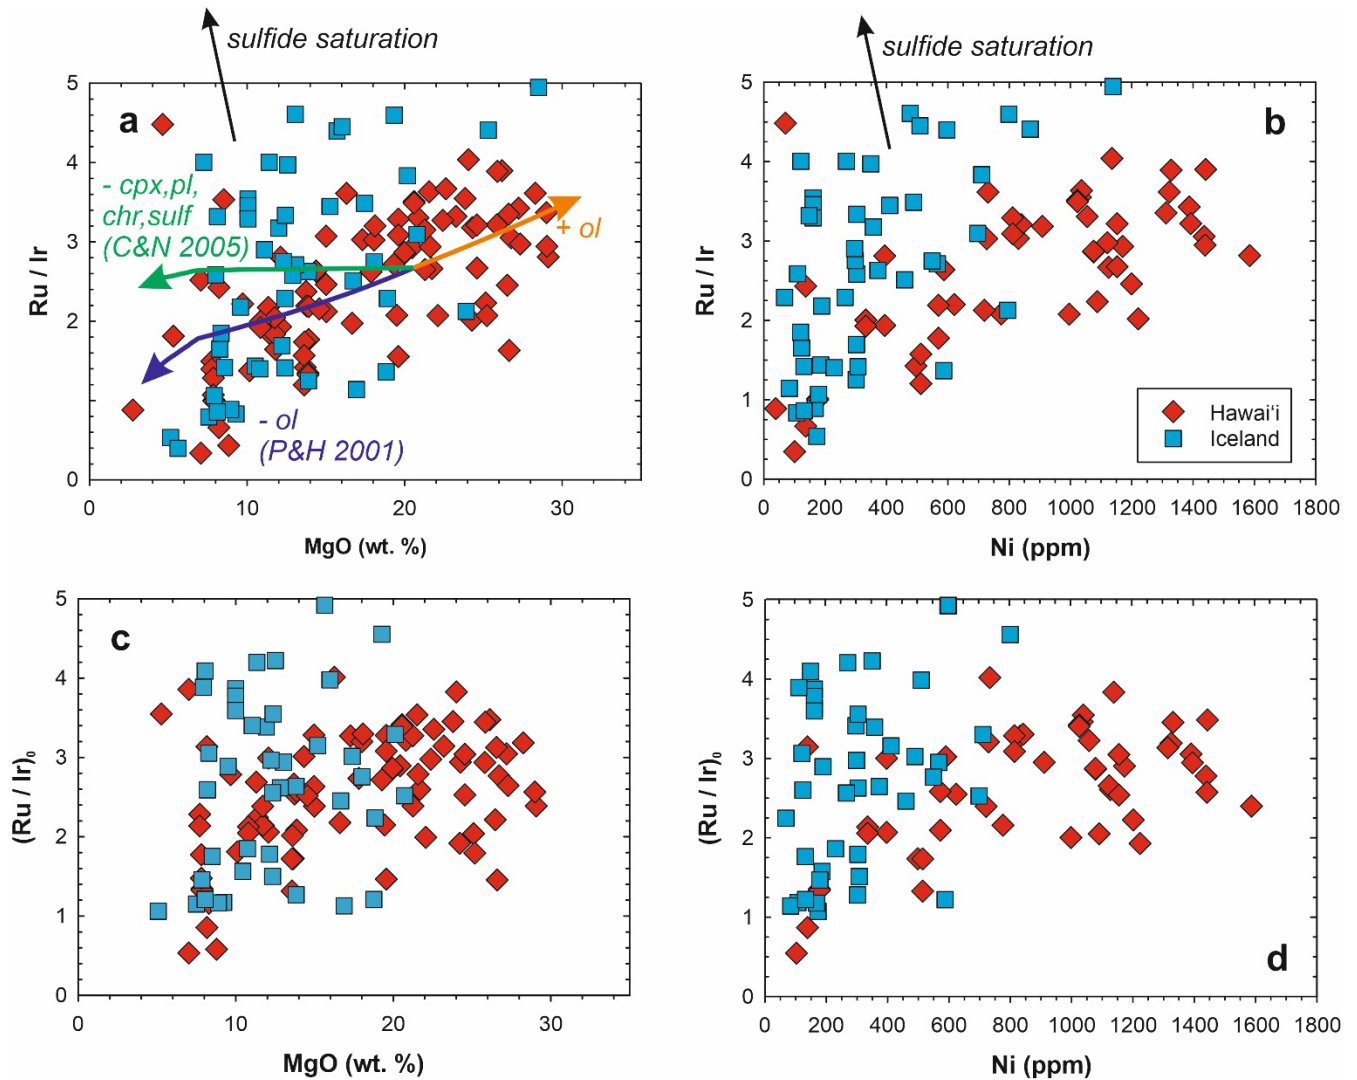 sulfide saturation
5
a
4
- cpx,pl,
chr,sulf
(C&N 2005)
3
+ ol
2
- ol
(P&H 2001)
1
0
0
10
20
30
Ru / Ir
MgO (wt. %)
sulfide saturation
5
b
4
3
2
1
0
Hawai‘i
Iceland
0 200 400 600 800 1000 1200 1400 1600 1800
Ru / Ir
Ni (ppm)
5
c
4
3
2
1
0
0
10
20
30
(Ru / Ir)₀
MgO (wt. %)
5
4
3
2
1
d
0
0 200 400 600 800 1000 1200 1400 1600 1800
(Ru / Ir)₀
Ni (ppm)